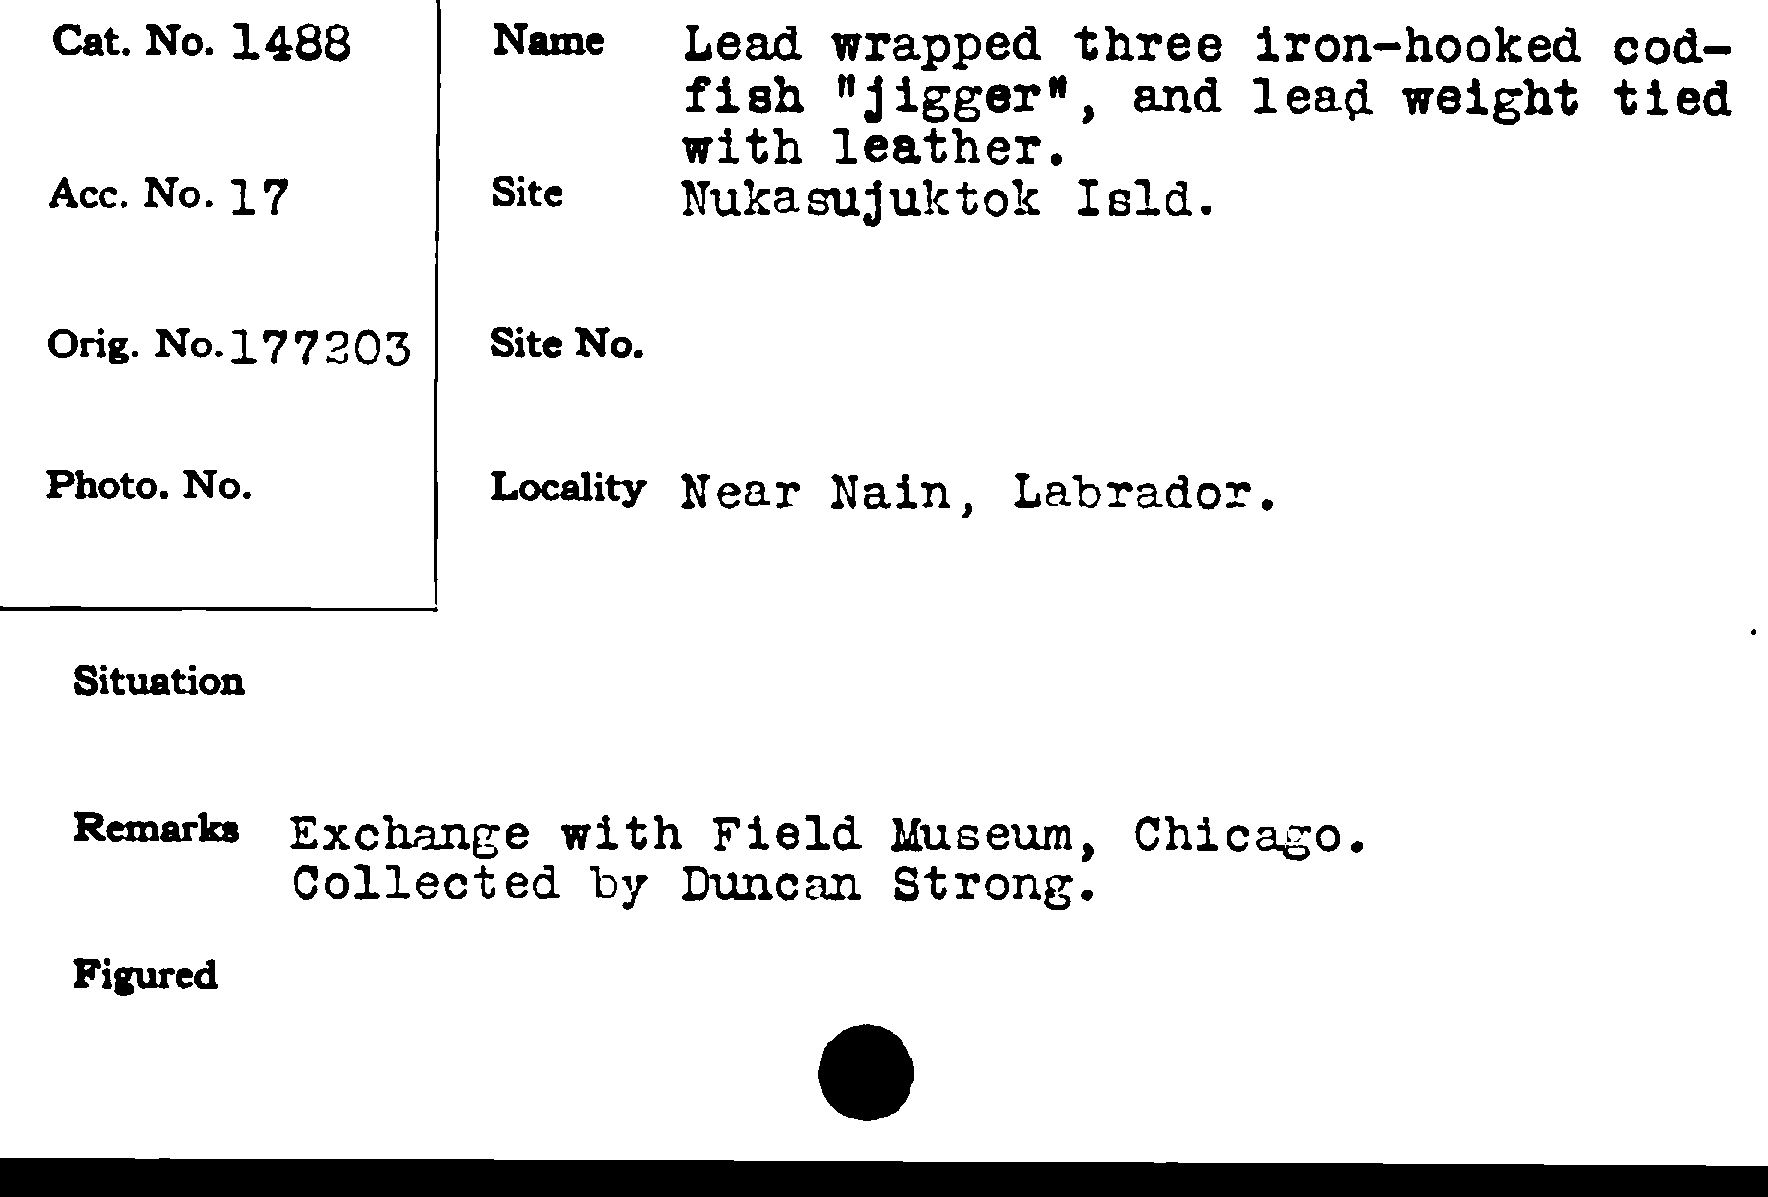 Cat. No. 1488
Name Lead wrapped three iron-hooked cod-
fish "jigger", and lead weight tied
with leather.
Acc. No. 17
Site Nukasujuktok Isld.
Orig. No. 177203
Site No.
Photo. No.
Locality Near Nain, Labrador.
Situation
Remarks Exchange with Field Museum, Chicago.
Collected by Duncan Strong.
Figured